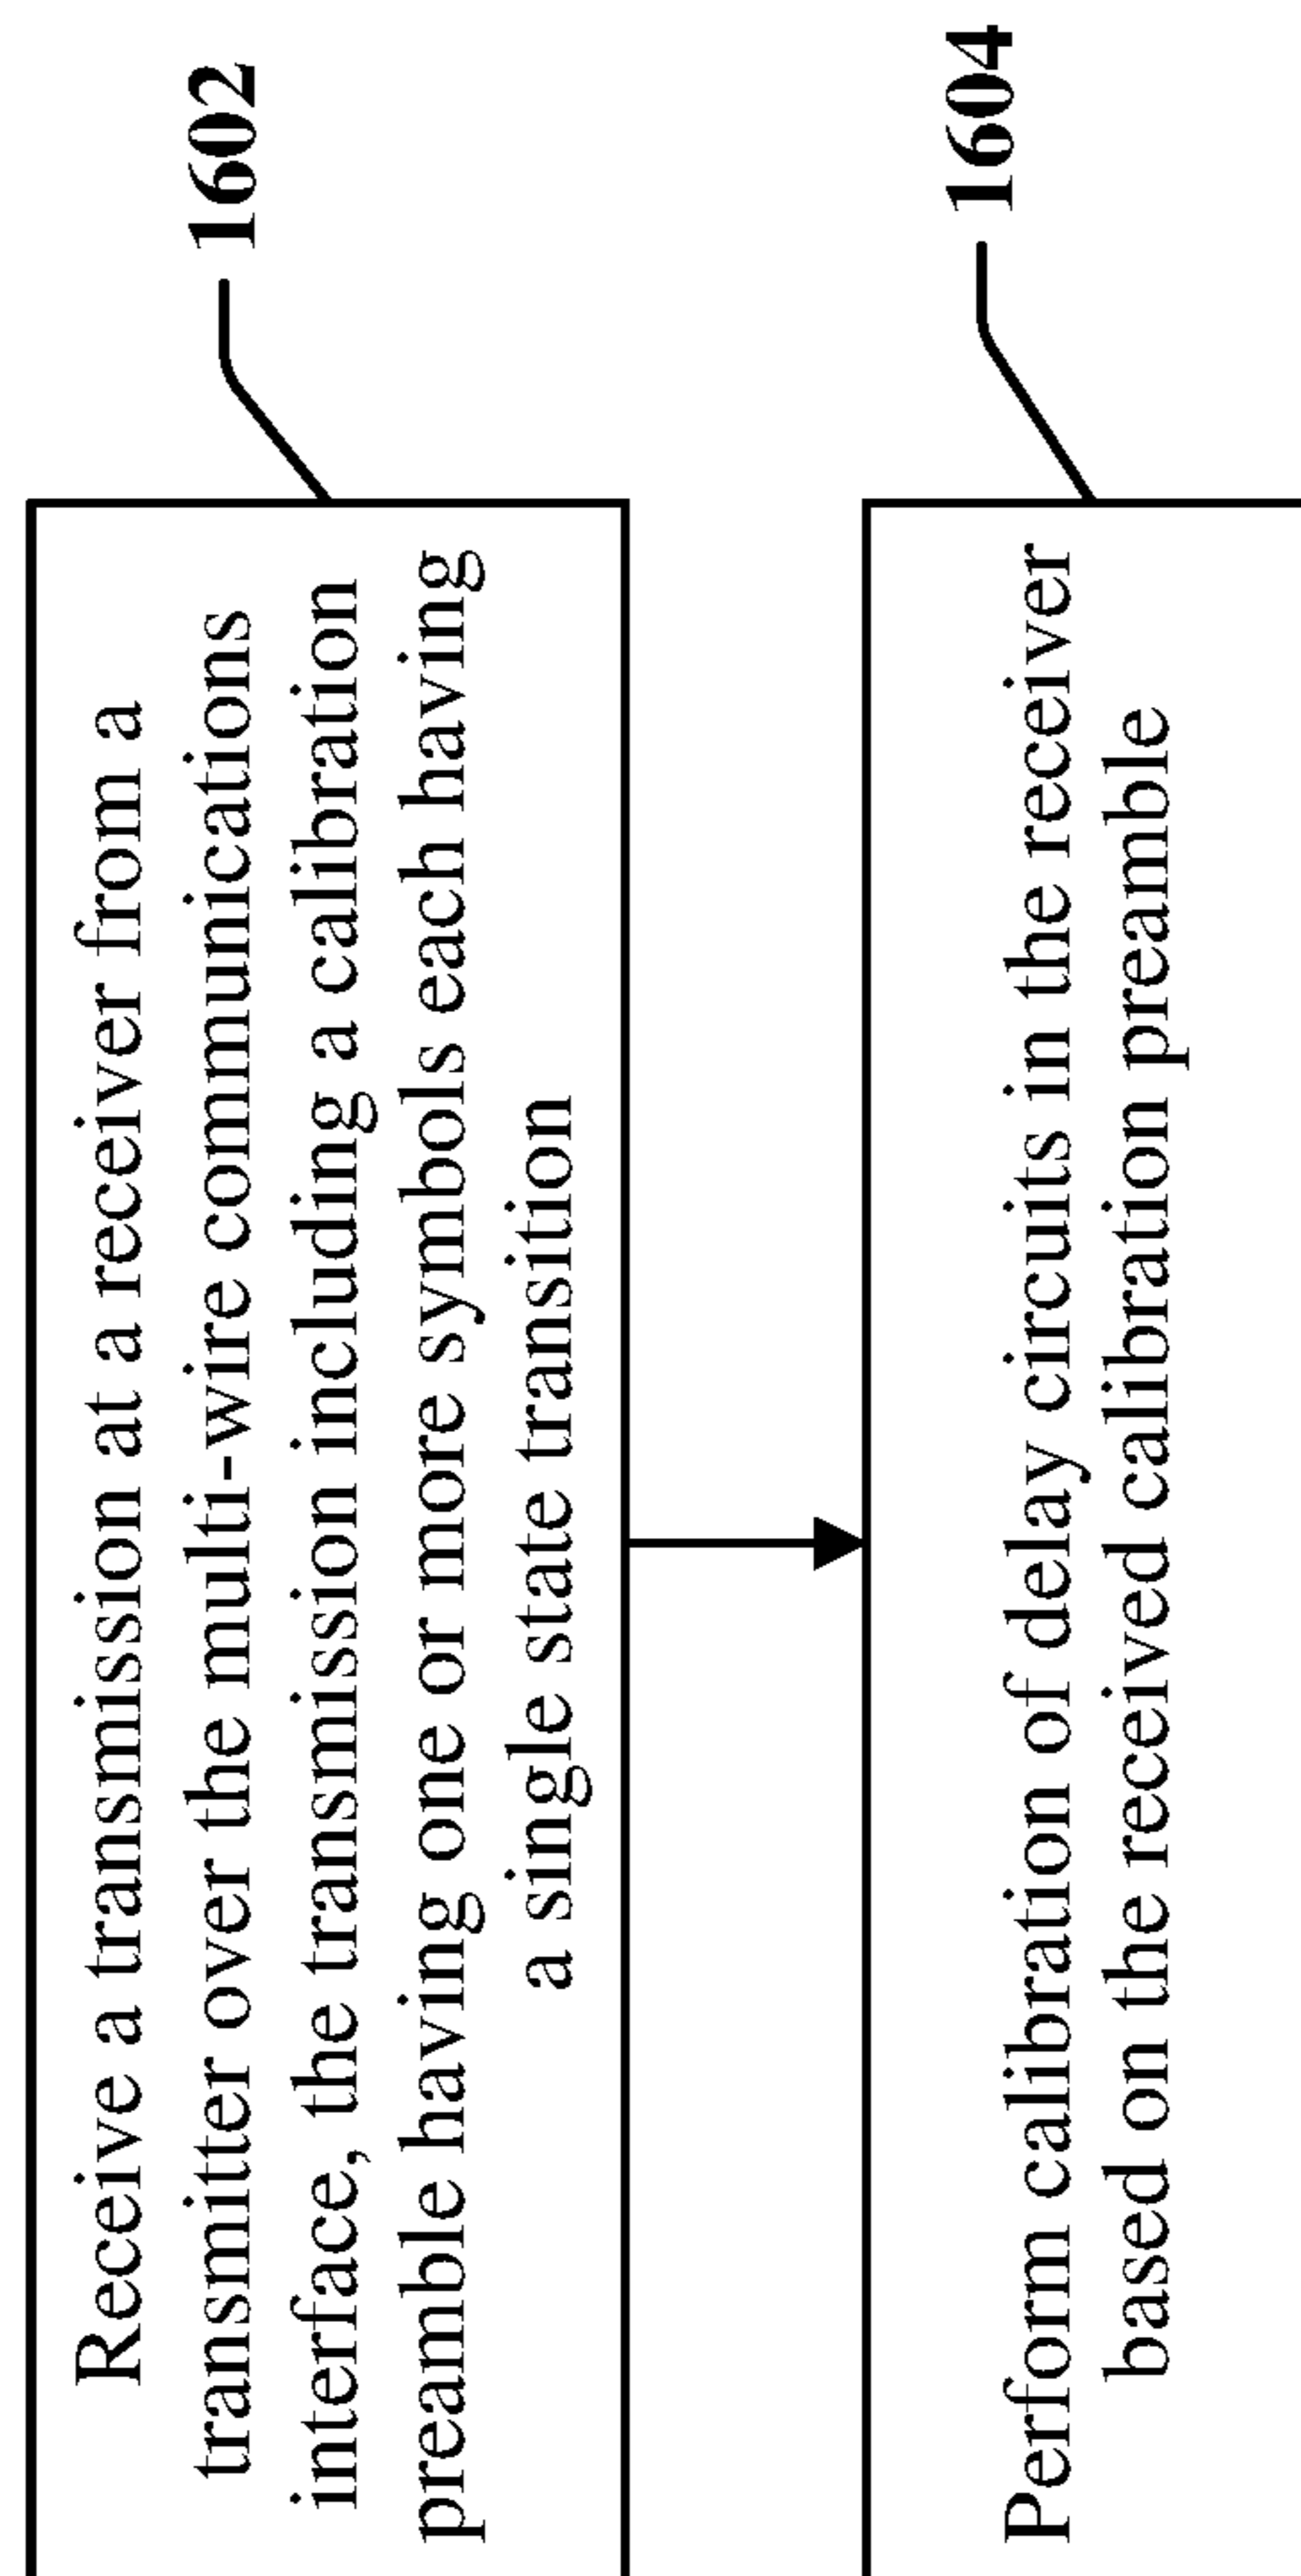 Receive a transmission at a receiver from a
transmitter over the multi-wire communications
interface, the transmission including a calibration
preamble having one or more symbols each having
a single state transition
1602
Perform calibration of delay circuits in the receiver
based on the received calibration preamble
1604